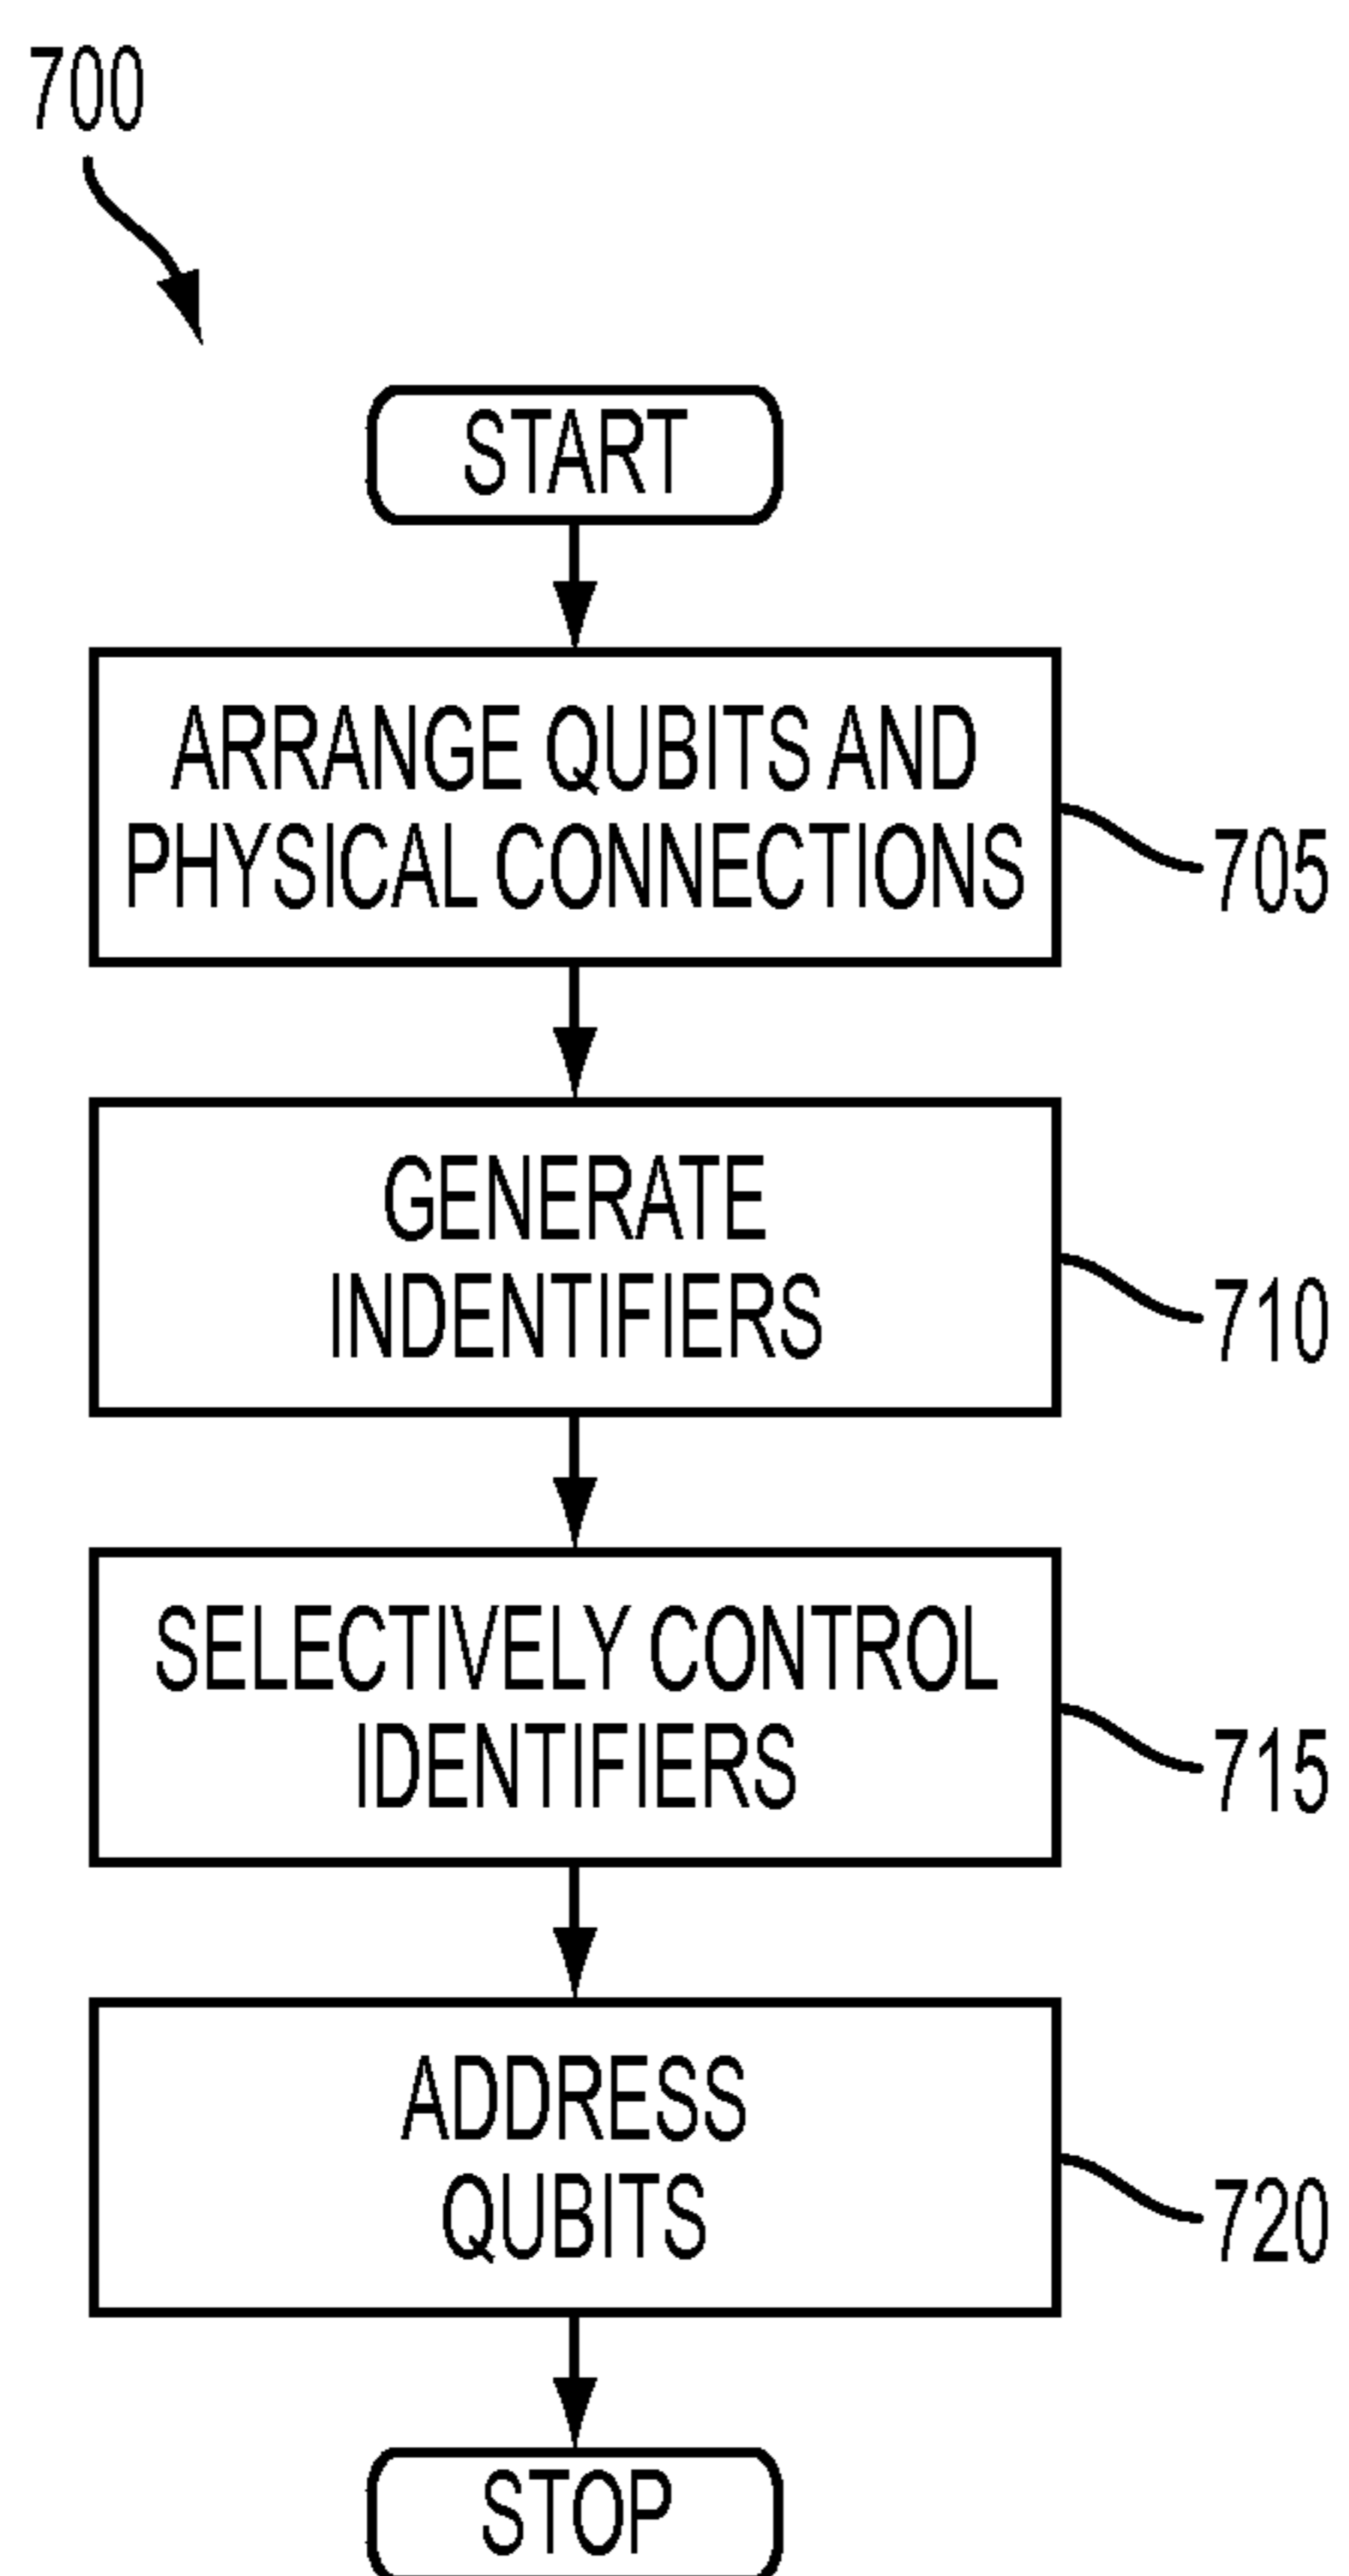 700
START
ARRANGE QUBITS AND
PHYSICAL CONNECTIONS
705
GENERATE
INDENTIFIERS
710
SELECTIVELY CONTROL
IDENTIFIERS
715
ADDRESS
QUBITS
720
STOP